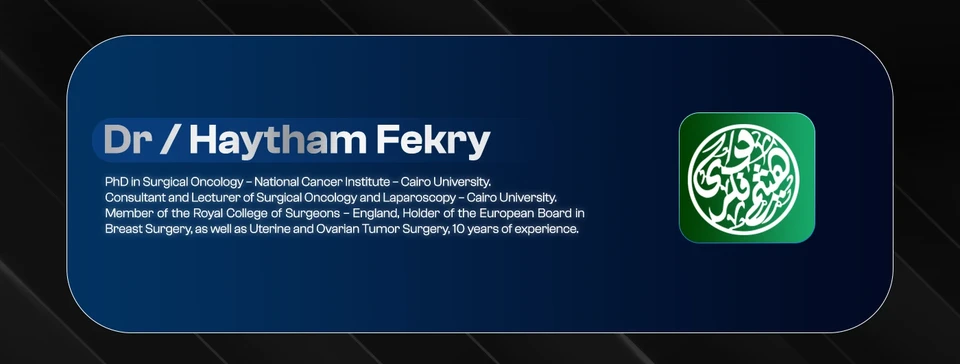 Dr / Haytham Fekry
PhD in Surgical Oncology – National Cancer Institute – Cairo University.
Consultant and Lecturer of Surgical Oncology and Laparoscopy – Cairo University.
Member of the Royal College of Surgeons – England, Holder of the European Board in
Breast Surgery, as well as Uterine and Ovarian Tumor Surgery, 10 years of experience.
هيثم فكري